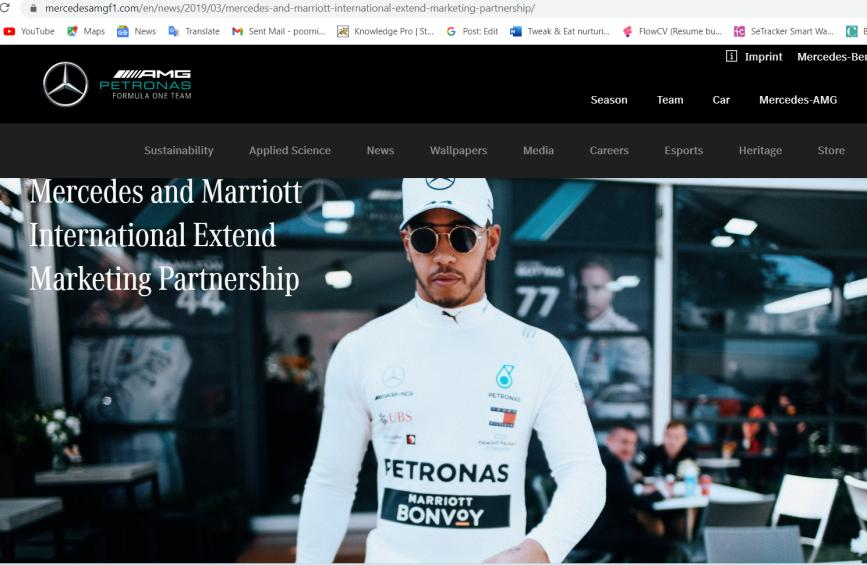 mercedesamgf1.com/en/news/2019/03/mercedes-and-marriott-international-extend-marketing-partnership/
YouTube Maps News Translate Sent Mail - poorni... Knowledge Pro | St... Post: Edit Tweak & Eat nurturi... FlowCV (Resume bu... SeTracker Smart Wa...
Imprint Mercedes-Ben
AMG
PETRONAS
FORMULA ONE TEAM
Season Team Car Mercedes-AMG
Sustainability Applied Science News Wallpapers Media Careers Esports Heritage Store
Mercedes and Marriott
International Extend
Marketing Partnership
44
77
PETRONAS
UBS
PETRONAS
MARRIOTT
BONVOY